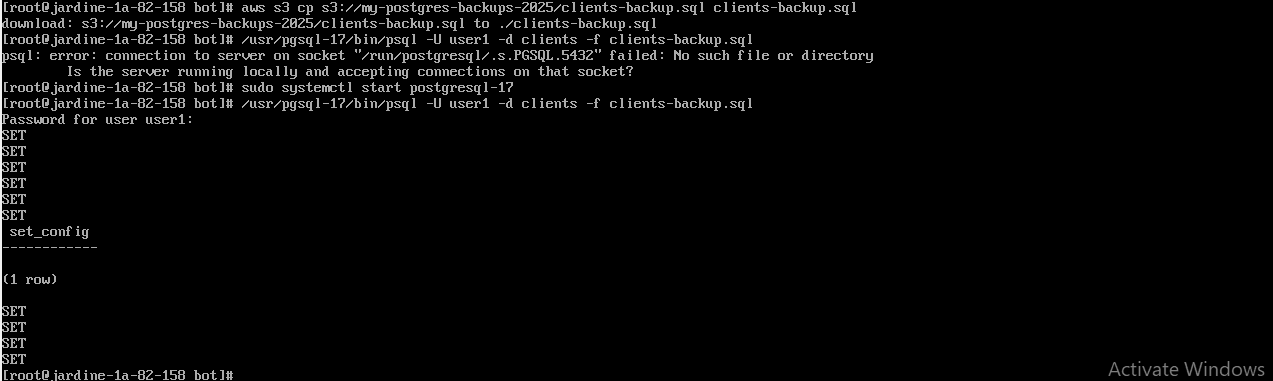 [root@jardine-1a-82-158 bot]# aws s3 cp s3://my-postgres-backups-2025/clients-backup.sql clients-backup.sql
download: s3://my-postgres-backups-2025/clients-backup.sql to ./clients-backup.sql
[root@jardine-1a-82-158 bot]# /usr/pgsql-17/bin/psql -U user1 -d clients -f clients-backup.sql
psql: error: connection to server on socket "/run/postgresql/.s.PGSQL.5432" failed: No such file or directory
        Is the server running locally and accepting connections on that socket?
[root@jardine-1a-82-158 bot]# sudo systemctl start postgresql-17
[root@jardine-1a-82-158 bot]# /usr/pgsql-17/bin/psql -U user1 -d clients -f clients-backup.sql
Password for user user1:
SET
SET
SET
SET
SET
SET
 set_config
------------
(1 row)
SET
SET
SET
SET
[root@jardine-1a-82-158 bot]#
Activate Windows